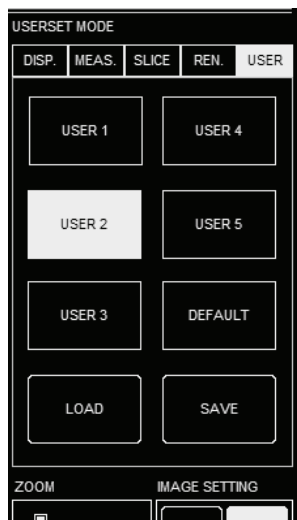 USERSET MODE
DISP. MEAS. SLICE REN. USER
USER 1 USER 4
USER 2 USER 5
USER 3 DEFAULT
LOAD SAVE
ZOOM IMAGE SETTING